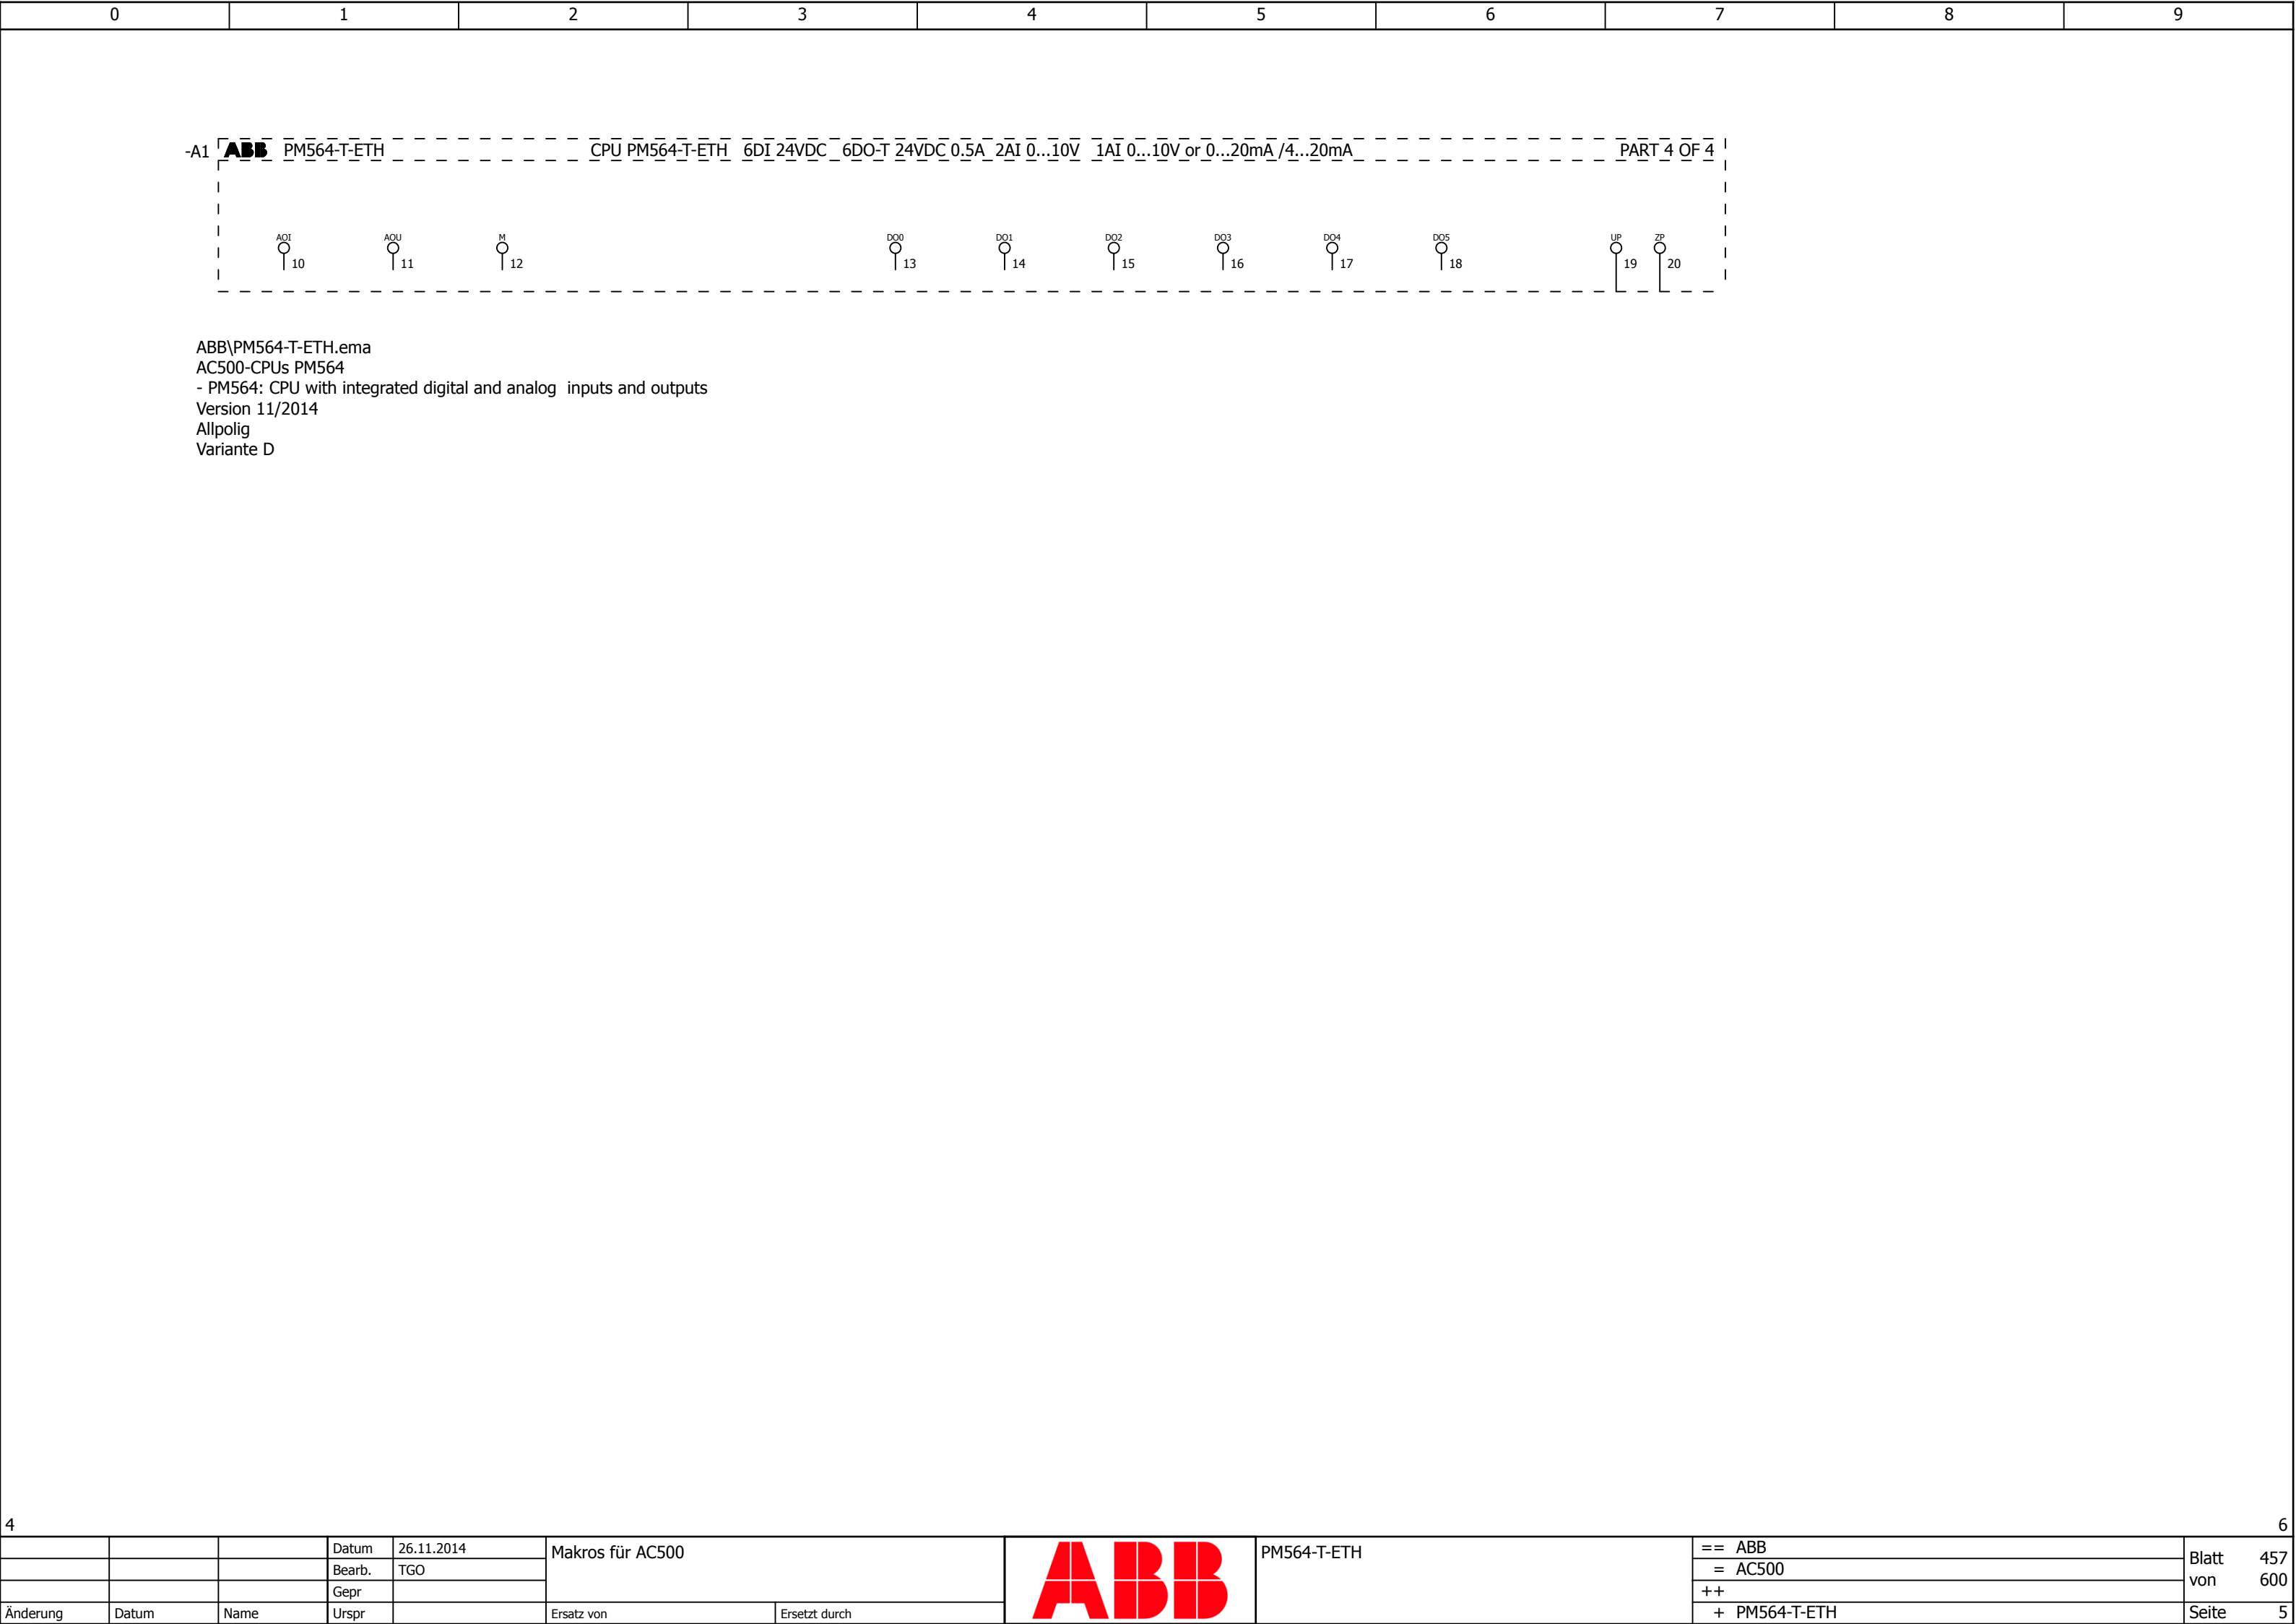 0 1 2 3 4 5 6 7 8 9
-A1 ABB PM564-T-ETH CPU PM564-T-ETH 6DI 24VDC 6DO-T 24VDC 0.5A 2AI 0...10V 1AI 0...10V or 0...20mA /4...20mA PART 4 OF 4
AOI AOU M DO0 DO1 DO2 DO3 DO4 DO5 UP ZP
10 11 12 13 14 15 16 17 18 19 20
ABB\PM564-T-ETH.ema
AC500-CPUs PM564
- PM564: CPU with integrated digital and analog inputs and outputs
Version 11/2014
Allpolig
Variante D
4 6
Datum 26.11.2014 Makros für AC500 ABB PM564-T-ETH == ABB Blatt 457
Bearb. TGO = AC500
Gepr ++ von 600
Änderung Datum Name Urspr Ersatz von Ersetzt durch + PM564-T-ETH Seite 5